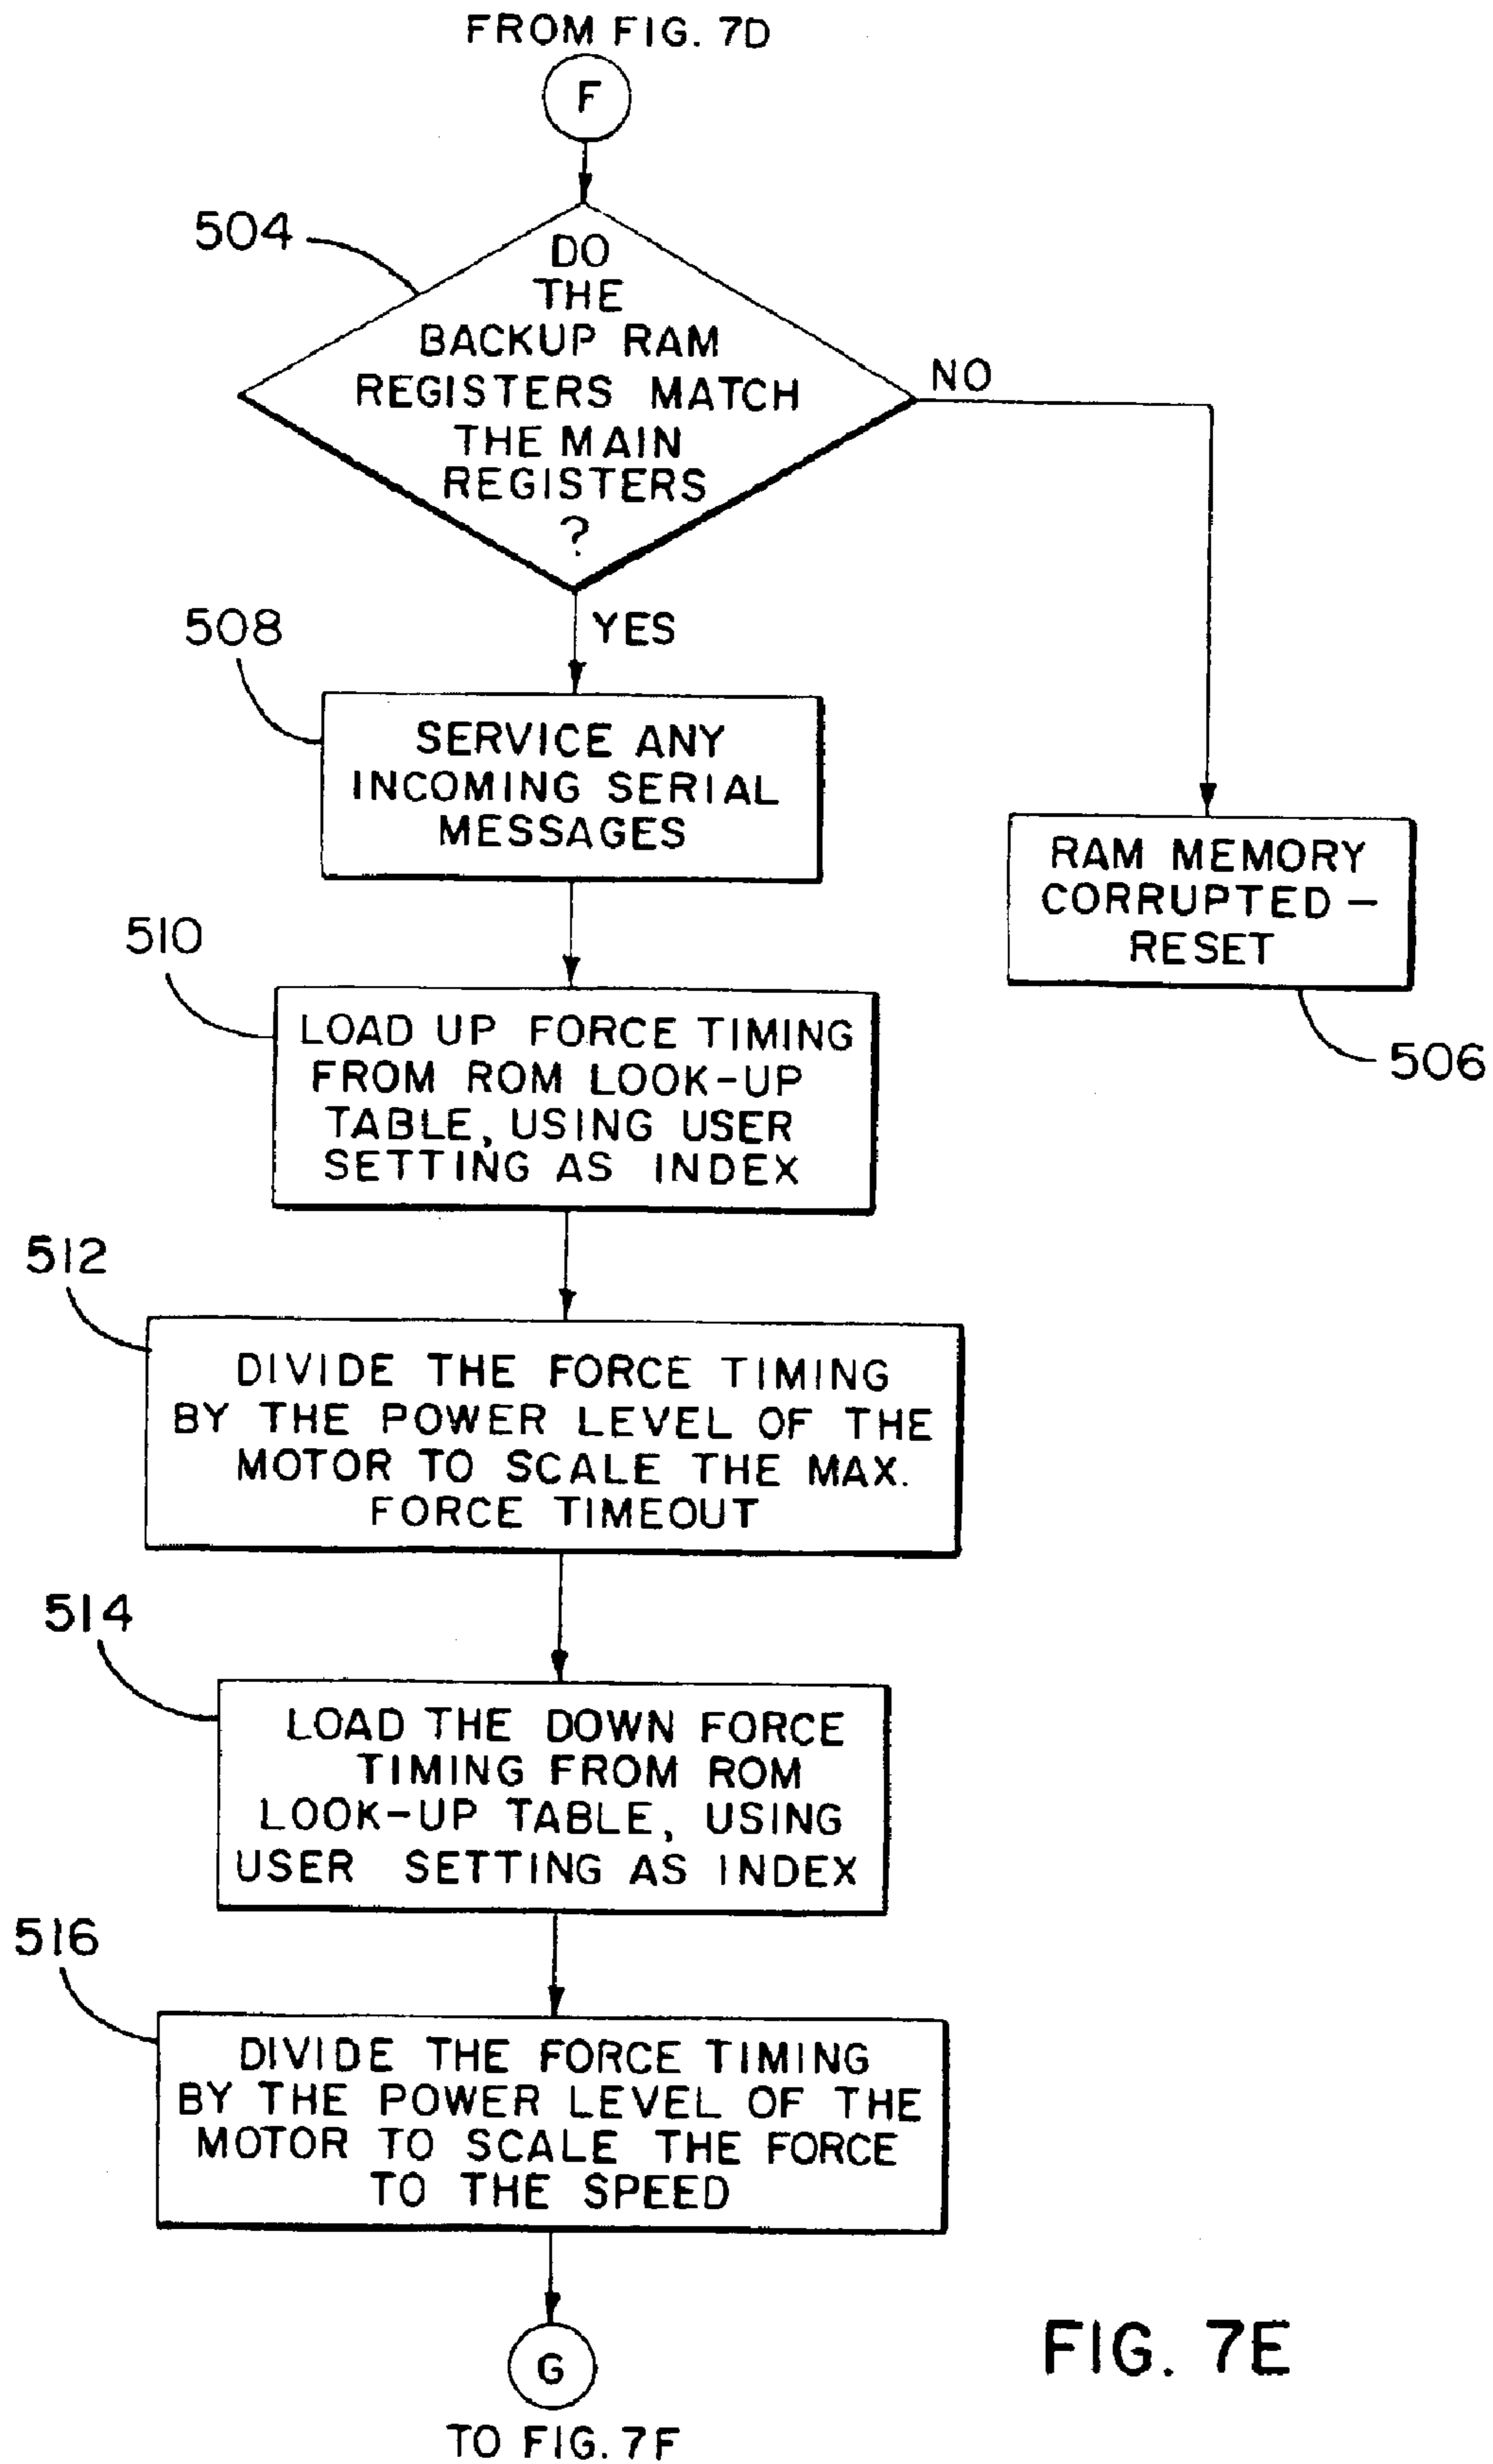 FROM FIG. 7D
F
504
DO
THE
BACKUP RAM
REGISTERS MATCH
THE MAIN
REGISTERS
?
NO
YES
508
SERVICE ANY
INCOMING SERIAL
MESSAGES
RAM MEMORY
CORRUPTED –
RESET
506
510
LOAD UP FORCE TIMING
FROM ROM LOOK-UP
TABLE, USING USER
SETTING AS INDEX
512
DIVIDE THE FORCE TIMING
BY THE POWER LEVEL OF THE
MOTOR TO SCALE THE MAX.
FORCE TIMEOUT
514
LOAD THE DOWN FORCE
TIMING FROM ROM
LOOK-UP TABLE, USING
USER SETTING AS INDEX
516
DIVIDE THE FORCE TIMING
BY THE POWER LEVEL OF THE
MOTOR TO SCALE THE FORCE
TO THE SPEED
G
TO FIG. 7F
FIG. 7E